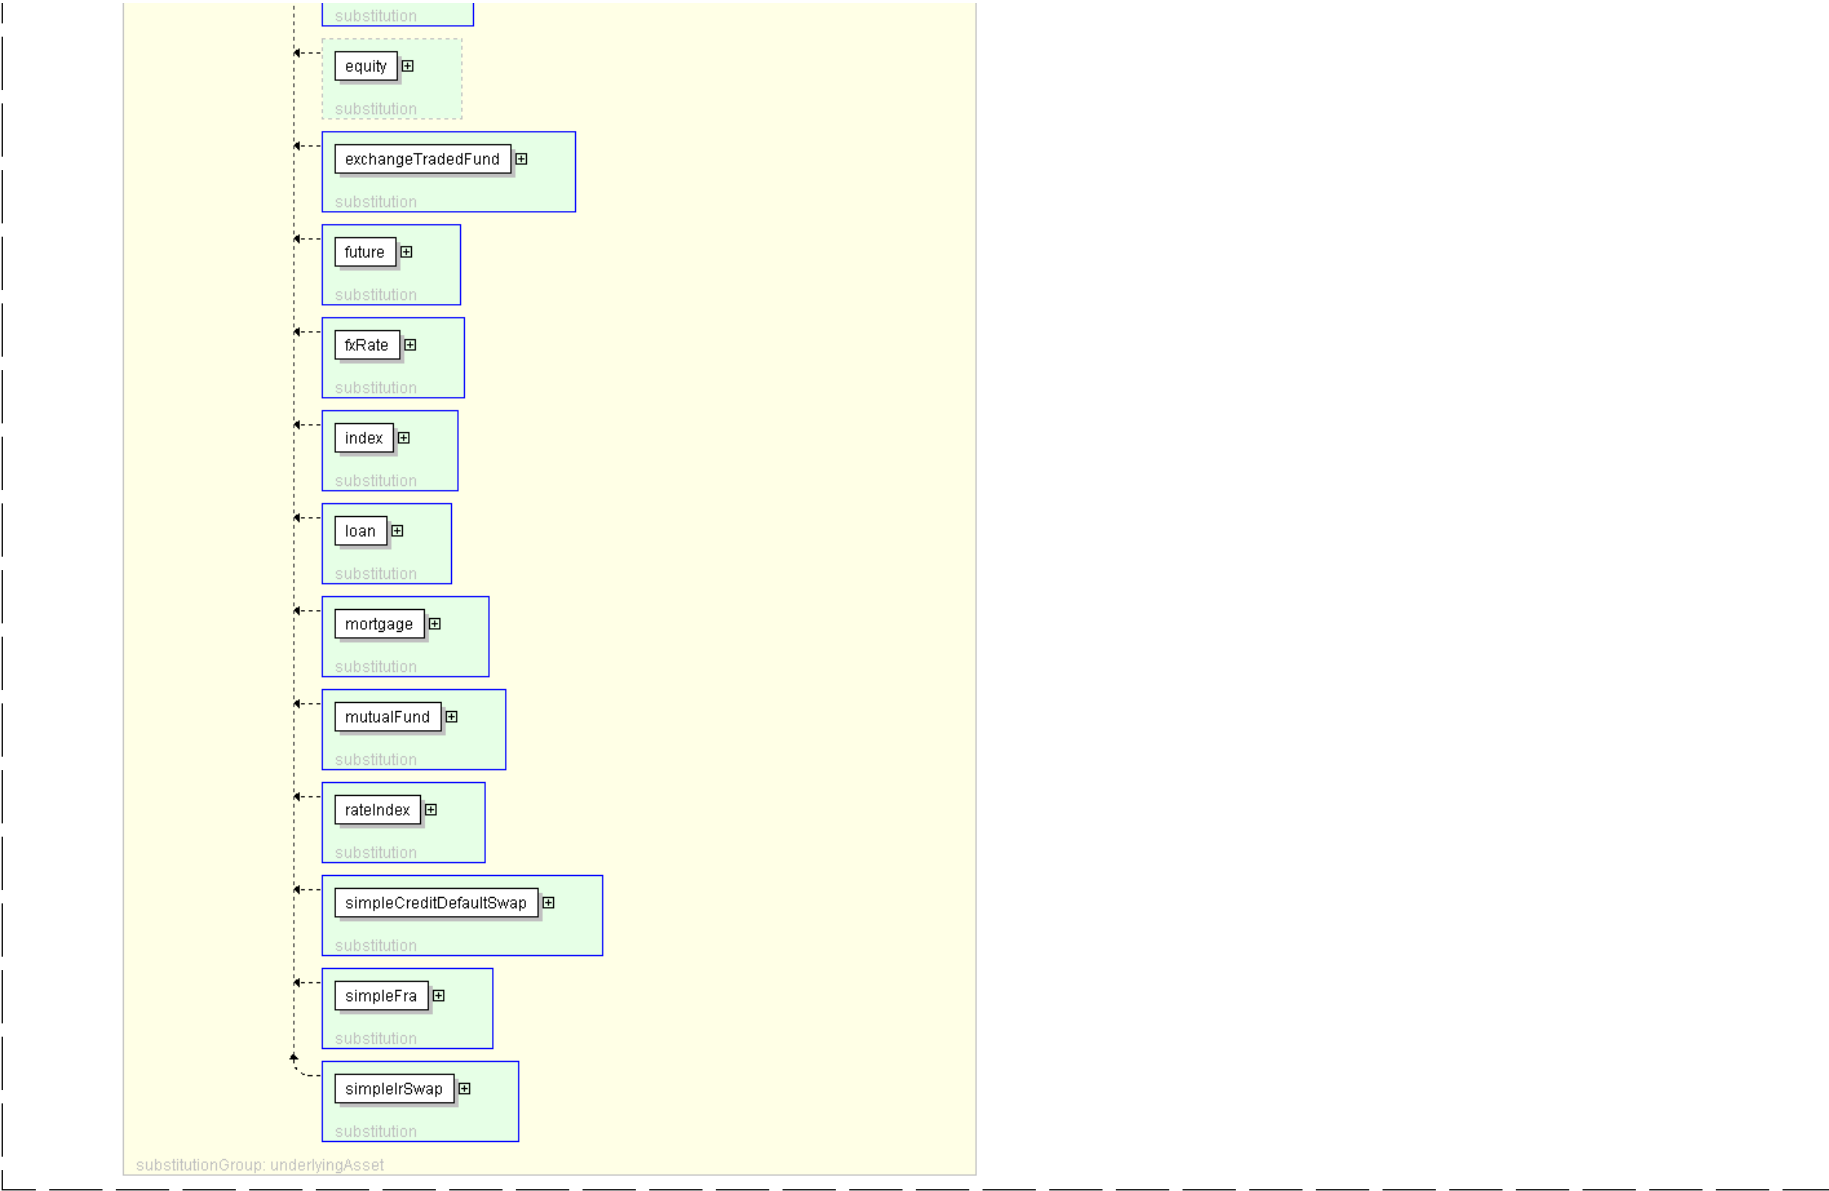 substitution
equity
substitution
exchangeTradedFund
substitution
future
substitution
fxRate
substitution
index
substitution
loan
substitution
mortgage
substitution
mutualFund
substitution
rateIndex
substitution
simpleCreditDefaultSwap
substitution
simpleFra
substitution
simpleIrSwap
substitution
substitutionGroup: underlyingAsset